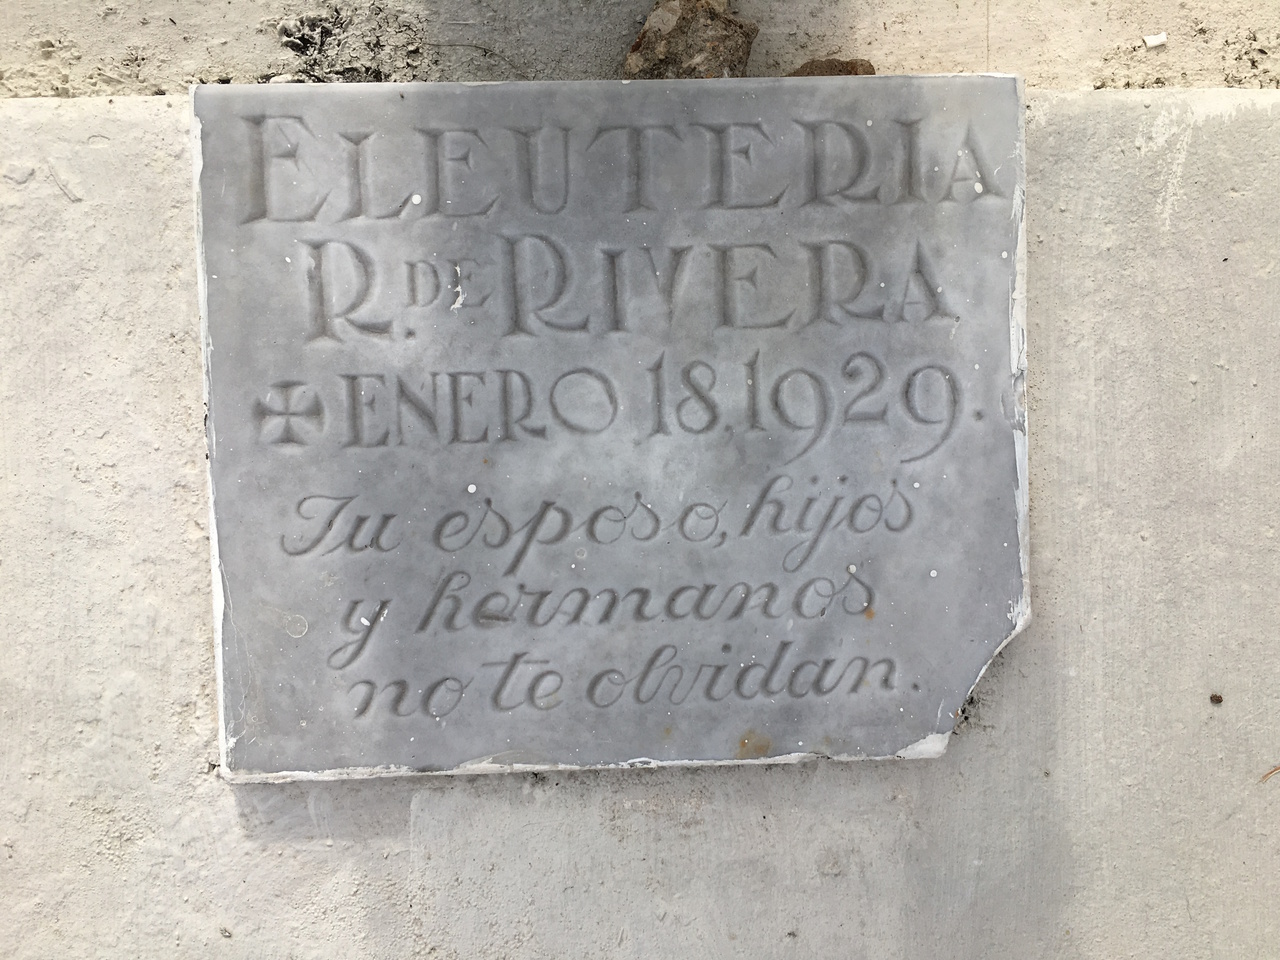 ELEUTERIA
R. DE RIVERA
✠ ENERO 18, 1929.
Tu esposo, hijos
y hermanos
no te olvidan.